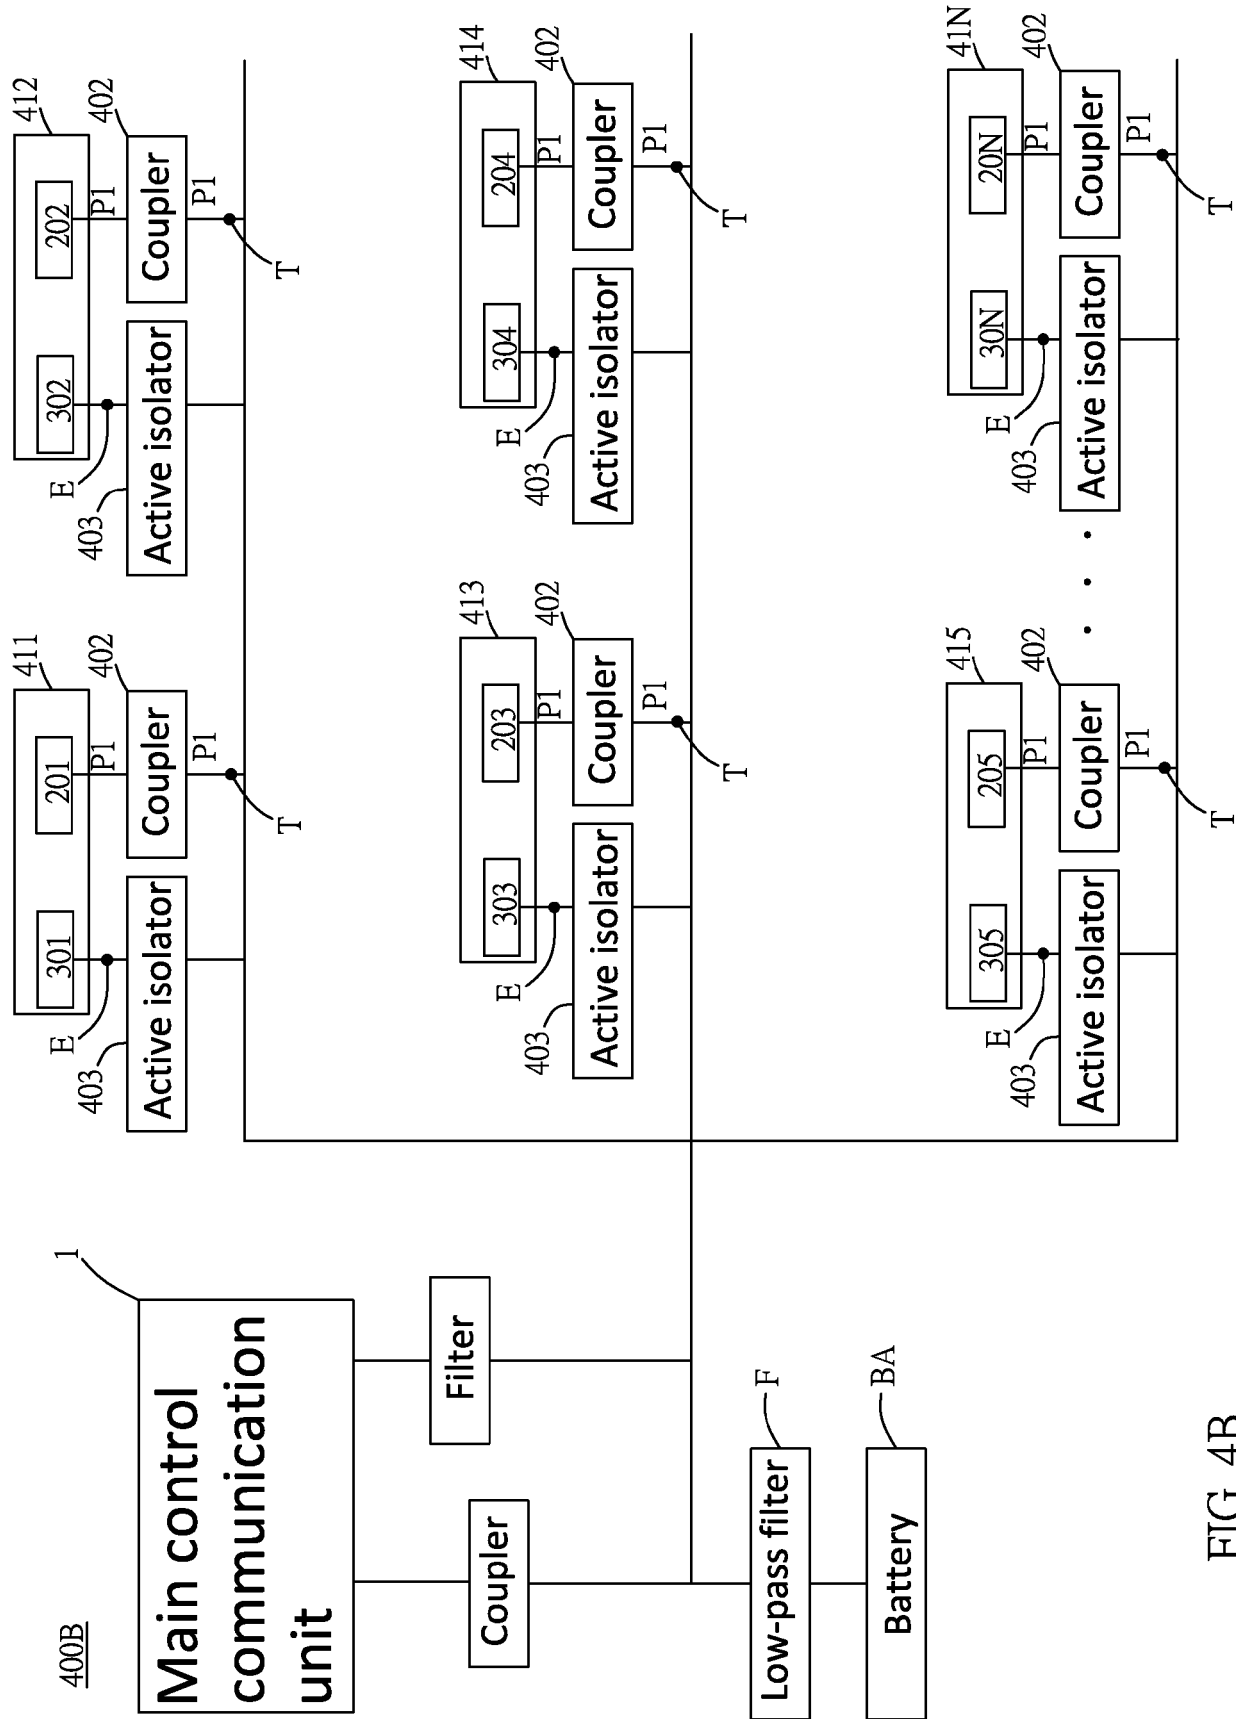 400B
1
Main control
communication
unit
Coupler
Filter
Low-pass filter
F
Battery
BA
411
301
201
E
P1
403
402
Active isolator
Coupler
P1
T
412
302
202
E
P1
403
402
Active isolator
Coupler
P1
T
413
303
203
E
P1
403
402
Active isolator
Coupler
P1
T
414
304
204
E
P1
403
402
Active isolator
Coupler
P1
T
415
305
205
E
P1
403
402
Active isolator
Coupler
P1
T
. . .
41N
30N
20N
E
P1
403
402
Active isolator
Coupler
P1
T
FIG. 4B